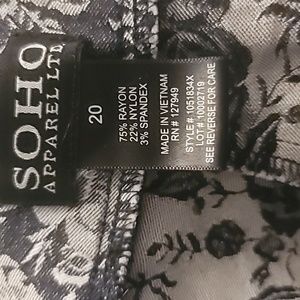 SOHO
APPAREL LTD
20
75% RAYON
22% NYLON
3% SPANDEX
MADE IN VIETNAM
RN# 127949
STYLE# 10051834X
LOT# 10002719
SEE REVERSE FOR CARE